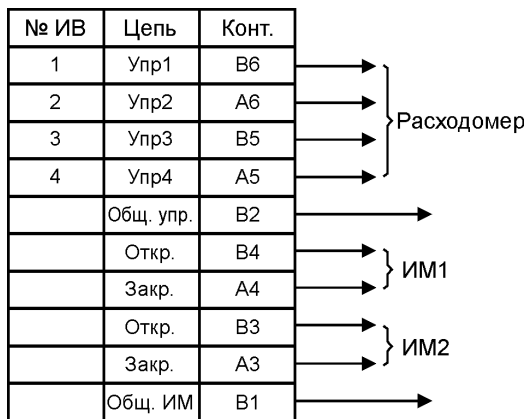 № ИВ Цепь Конт.
1 Упр1 В6
2 Упр2 А6
Расходомер
3 Упр3 В5
4 Упр4 А5
Общ. упр. В2
Откр. В4
ИМ1
Закр. А4
Откр. В3
ИМ2
Закр. А3
Общ. ИМ В1